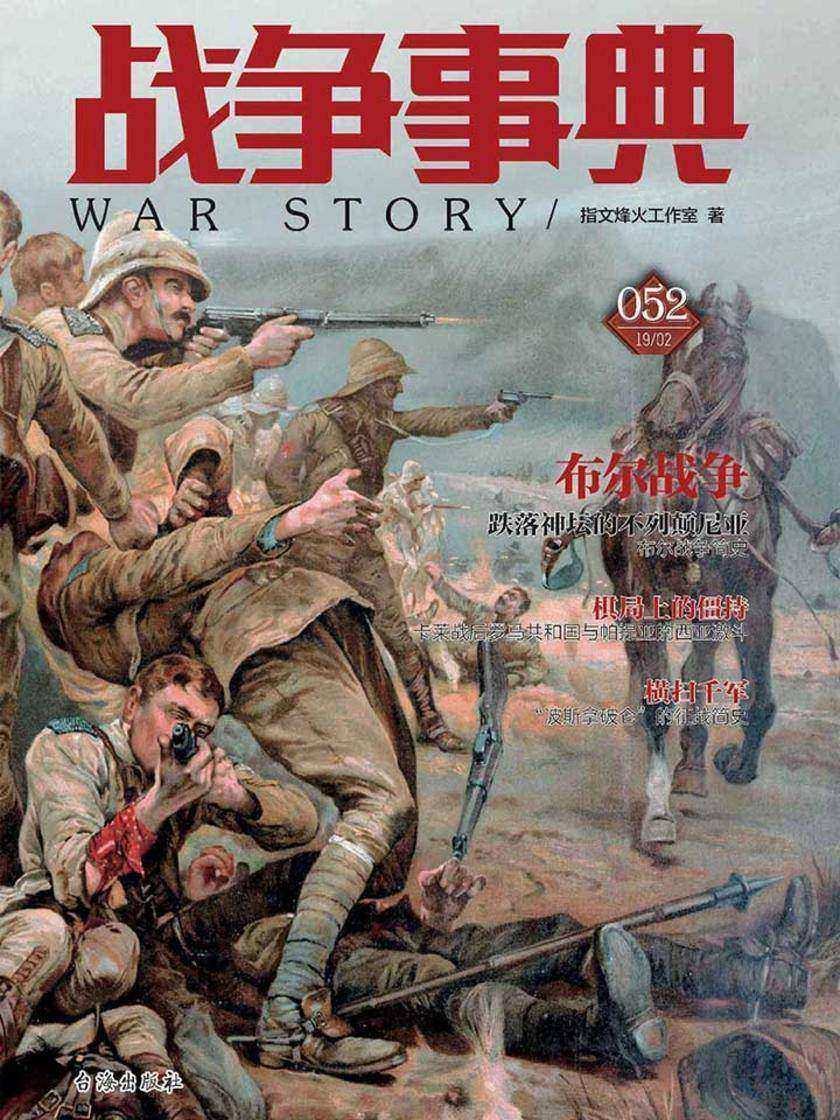 战争事典
WAR STORY/ 指文烽火工作室 著
052
19/02
布尔战争
跌落神坛的不列颠尼亚
布尔战争简史
棋局上的僵持
卡莱战后罗马共和国与帕提亚的西亚激斗
横扫千军
“波斯拿破仑”的征战简史
台海出版社